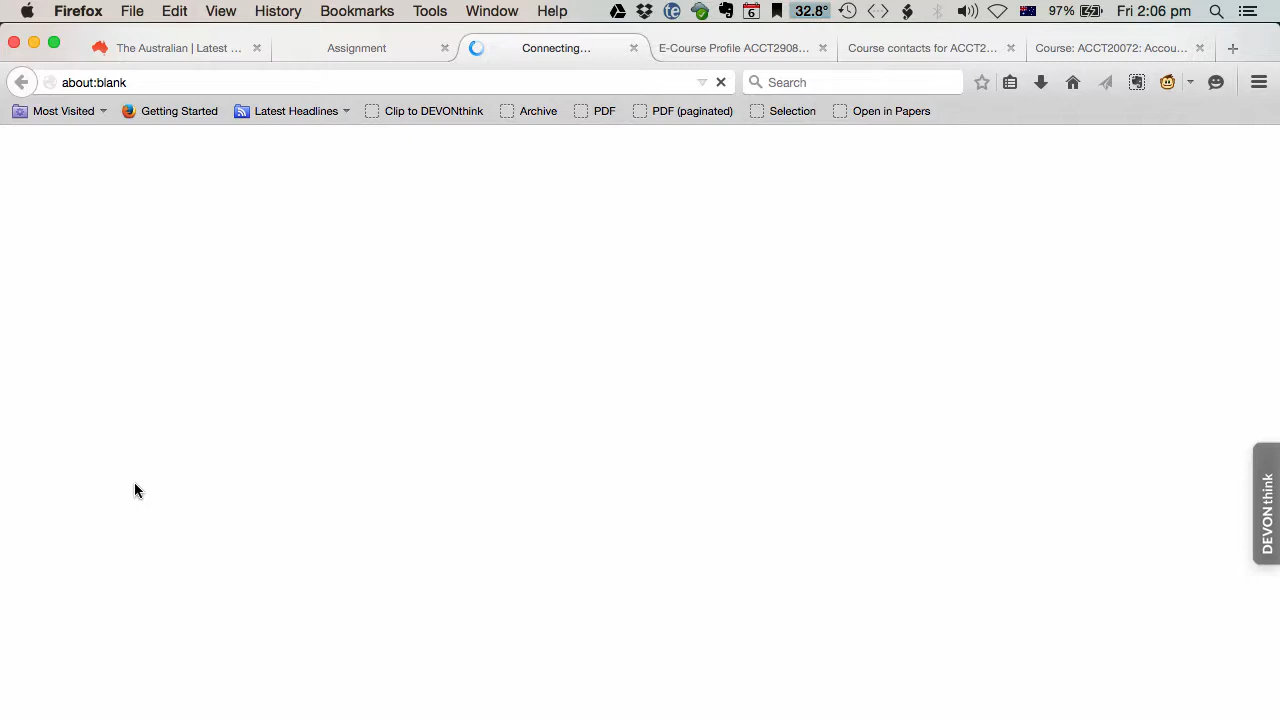 Firefox File Edit View History Bookmarks Tools Window Help 6 32.8° 97% Fri 2:06 pm
The Australian | Latest ... Assignment Connecting... E-Course Profile ACCT2908... Course contacts for ACCT2... Course: ACCT20072: Accou...
about:blank Search
Most Visited Getting Started Latest Headlines Clip to DEVONthink Archive PDF PDF (paginated) Selection Open in Papers
DEVONthink